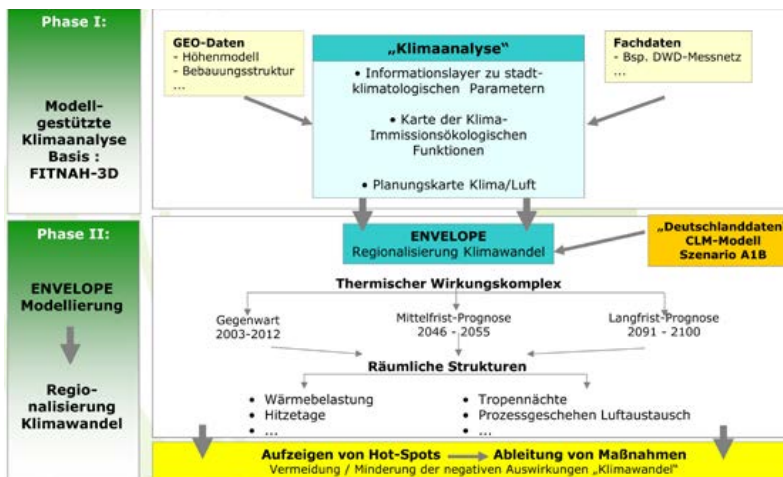 Phase I:
Modell-
gestützte
Klimaanalyse
Basis :
FITNAH-3D
GEO-Daten
- Höhenmodell
- Bebauungsstruktur
...
„Klimaanalyse“
• Informationslayer zu stadt-
klimatologischen Parametern
• Karte der Klima-
Immissionsökologischen
Funktionen
• Planungskarte Klima/Luft
Fachdaten
- Bsp. DWD-Messnetz
...
Phase II:
ENVELOPE
Modellierung
Regio-
nalisierung
Klimawandel
ENVELOPE
Regionalisierung Klimawandel
„Deutschlanddaten
CLM-Modell
Szenario A1B
Thermischer Wirkungskomplex
Gegenwart
2003-2012
Mittelfrist-Prognose
2046 - 2055
Langfrist-Prognose
2091 - 2100
Räumliche Strukturen
• Wärmebelastung
• Hitzetage
• ...
• Tropennächte
• Prozessgeschehen Luftaustausch
• ...
Aufzeigen von Hot-Spots Ableitung von Maßnahmen
Vermeidung / Minderung der negativen Auswirkungen „Klimawandel“